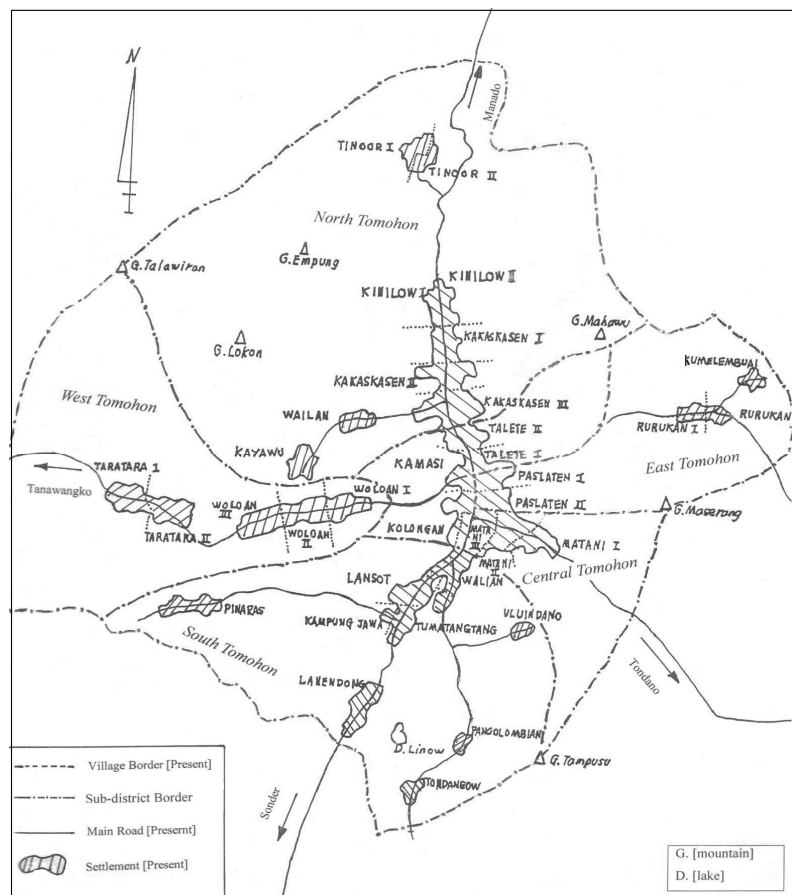 N
Manado
TINOOR I
TINOOR II
North Tomohon
G. Talawiran
G. Empung
KINILOW II
KINILOW I
G. Mahawu
KAKASKASEN I
G. Lokon
KUMELEMBUAI
KAKASKASEN II
West Tomohon
KAKASKASEN III
WAILAN
RURUKAN
TALETE II
RURUKAN I
KAYAWU
TALETE I
KAMASI
East Tomohon
TARATARA I
PASLATEN I
WOLOAN I
Tanawangko
WOLOAN III
PASLATEN II
G. Maserang
TARATARA II
WOLOAN II
KOLONGAN
MATANI III
MATANI I
MATANI II
Central Tomohon
LANSOT
WALIAN
PINARAS
KAMPUNG JAWA
TUMATANGTANG
ULUINDANO
South Tomohon
Tondano
LAHENDONG
PANGOLOMBIAN
D. Linow
G. Tampusu
TONDANGOW
Sonder
Village Border [Present]
Sub-district Border
Main Road [Presernt]
Settlement [Present]
G. [mountain]
D. [lake]